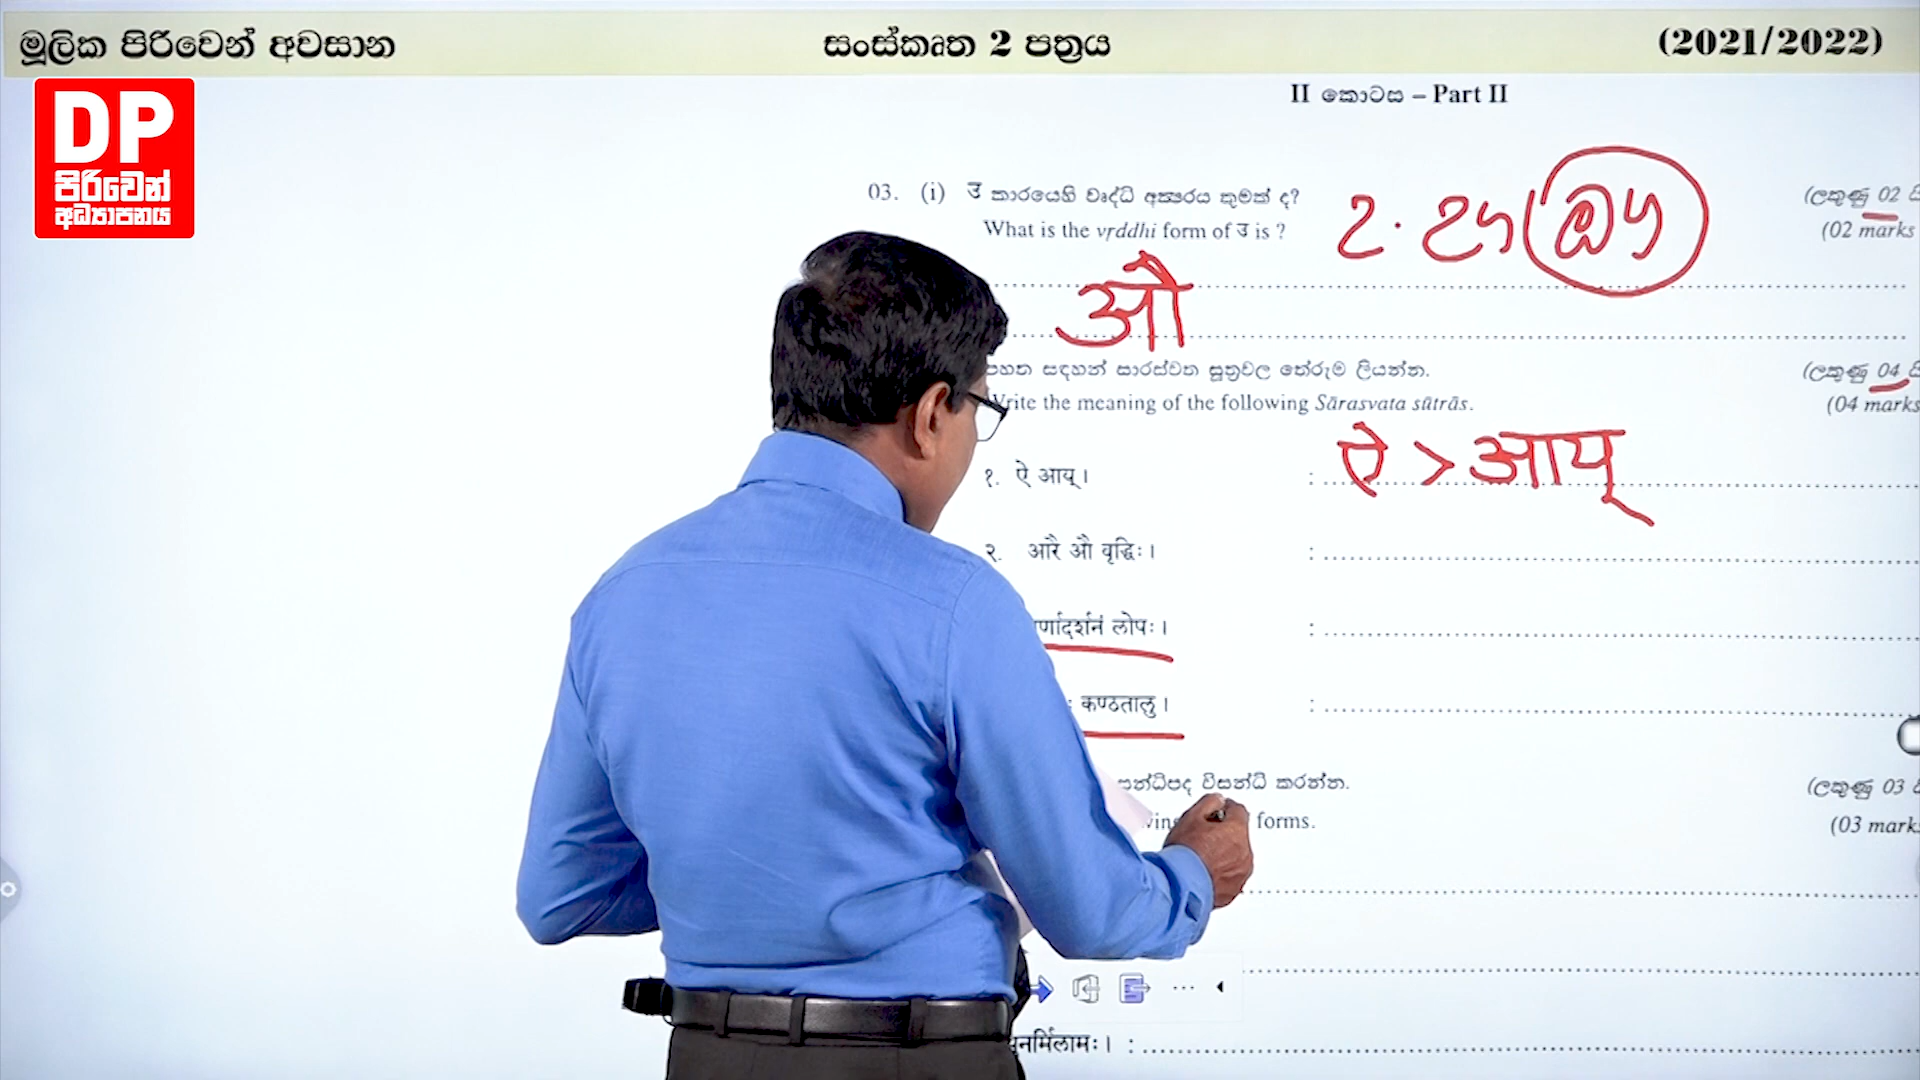 මූලික පිරිවෙන් අවසාන
සංස්කෘත 2 පත්‍රය
(2021/2022)
DP
පිරිවෙන්
අධ්‍යාපනය
II කොටස – Part II
03. (i) उ කාරයෙහි වෘද්ධි අක්ෂරය කුමක් ද? (ලකුණු 02
What is the vṛddhi form of उ is ? (02 marks
උ · ඌ ඖ
औ
පහත සඳහන් සාරස්වත සූත්‍රවල තේරුම ලියන්න. (ලකුණු 04
Write the meaning of the following Sārasvata sūtrās. (04 marks
१. ऐ आय्। : ऐ > आय्
२. आरै औ वृद्धिः। :
र्णादर्शनं लोपः। :
कण्ठतालु। :
සන්ධිපද විසන්ධි කරන්න. (ලකුණු 03
forms. (03 mark
पुनर्मिलामः। :